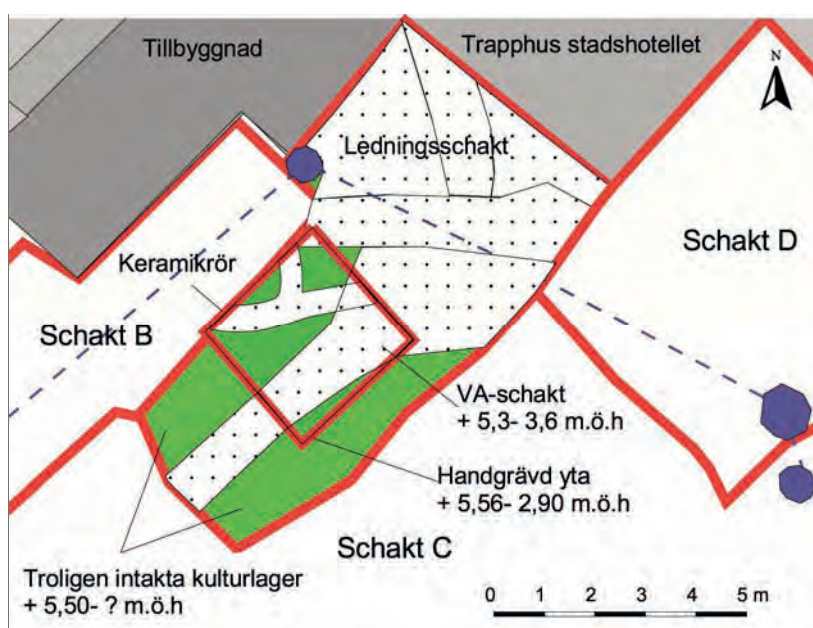 Tillbyggnad
Trapphus stadshotellet
N
Ledningsschakt
Keramikrör
Schakt D
Schakt B
VA-schakt
+ 5,3- 3,6 m.ö.h
Handgrävd yta
+ 5,56- 2,90 m.ö.h
Schakt C
Troligen intakta kulturlager
+ 5,50- ? m.ö.h
0 1 2 3 4 5 m